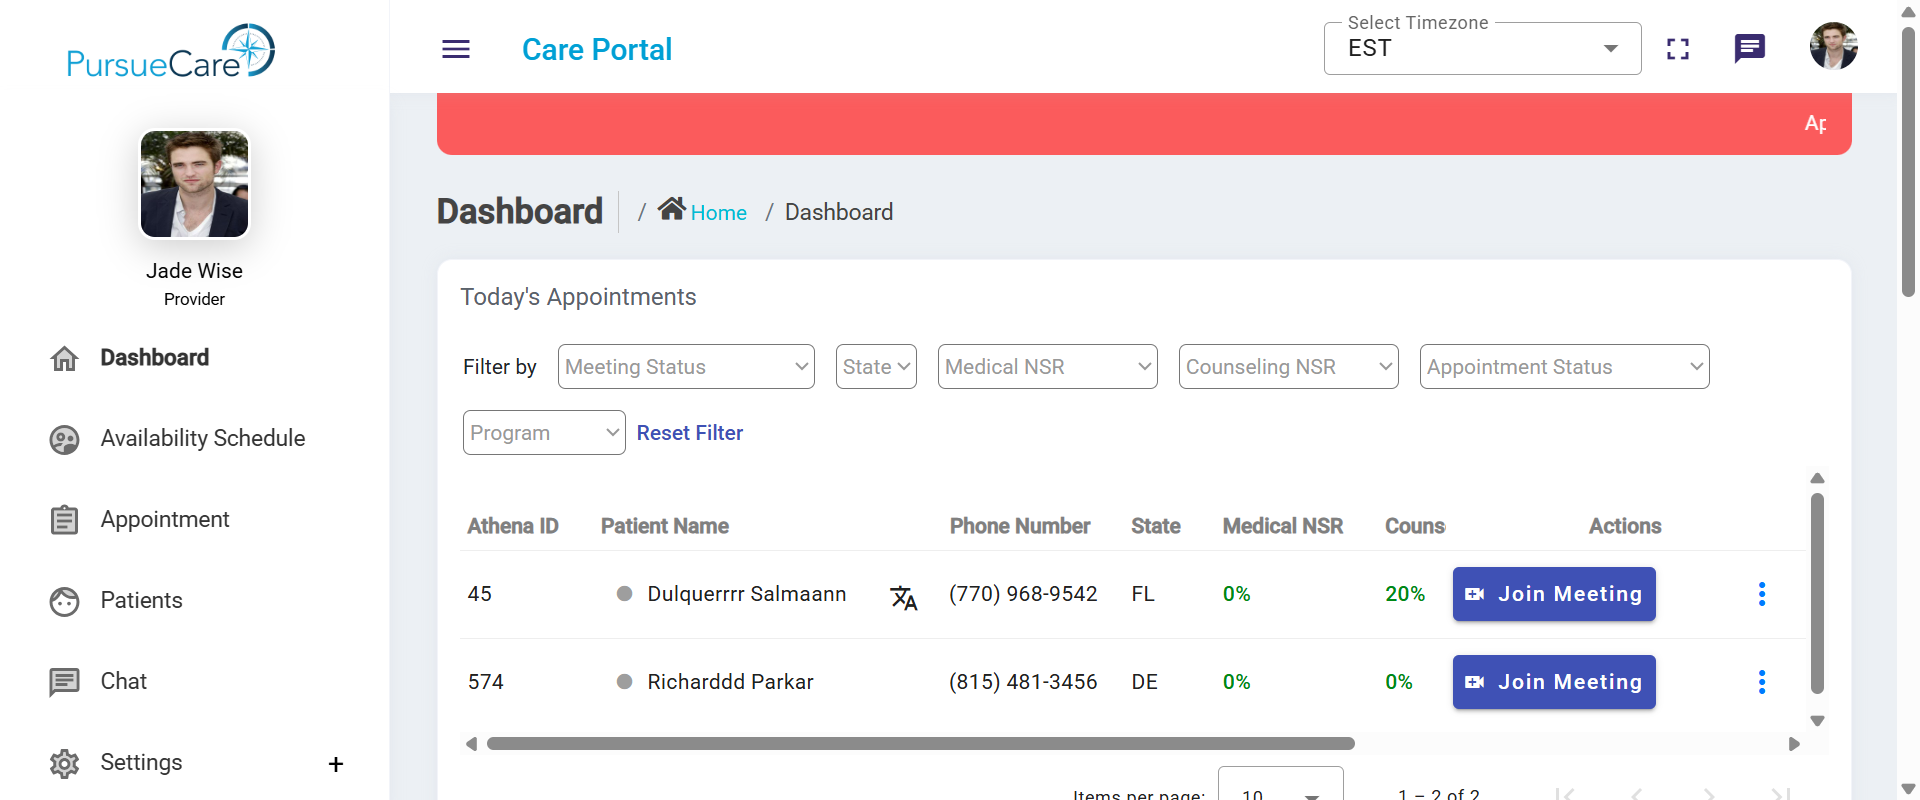 PursueCare
Jade Wise
Provider
Dashboard
Availability Schedule
Appointment
Patients
Chat
Settings +
Care Portal
Select Timezone
EST
Dashboard / Home / Dashboard
Today's Appointments
Filter by Meeting Status State Medical NSR Counseling NSR Appointment Status
Program Reset Filter
Athena ID Patient Name Phone Number State Medical NSR Couns Actions
45 Dulquerrrr Salmaann (770) 968-9542 FL 0% 20% Join Meeting
574 Richarddd Parkar (815) 481-3456 DE 0% 0% Join Meeting
Items per page: 10 1 – 2 of 2